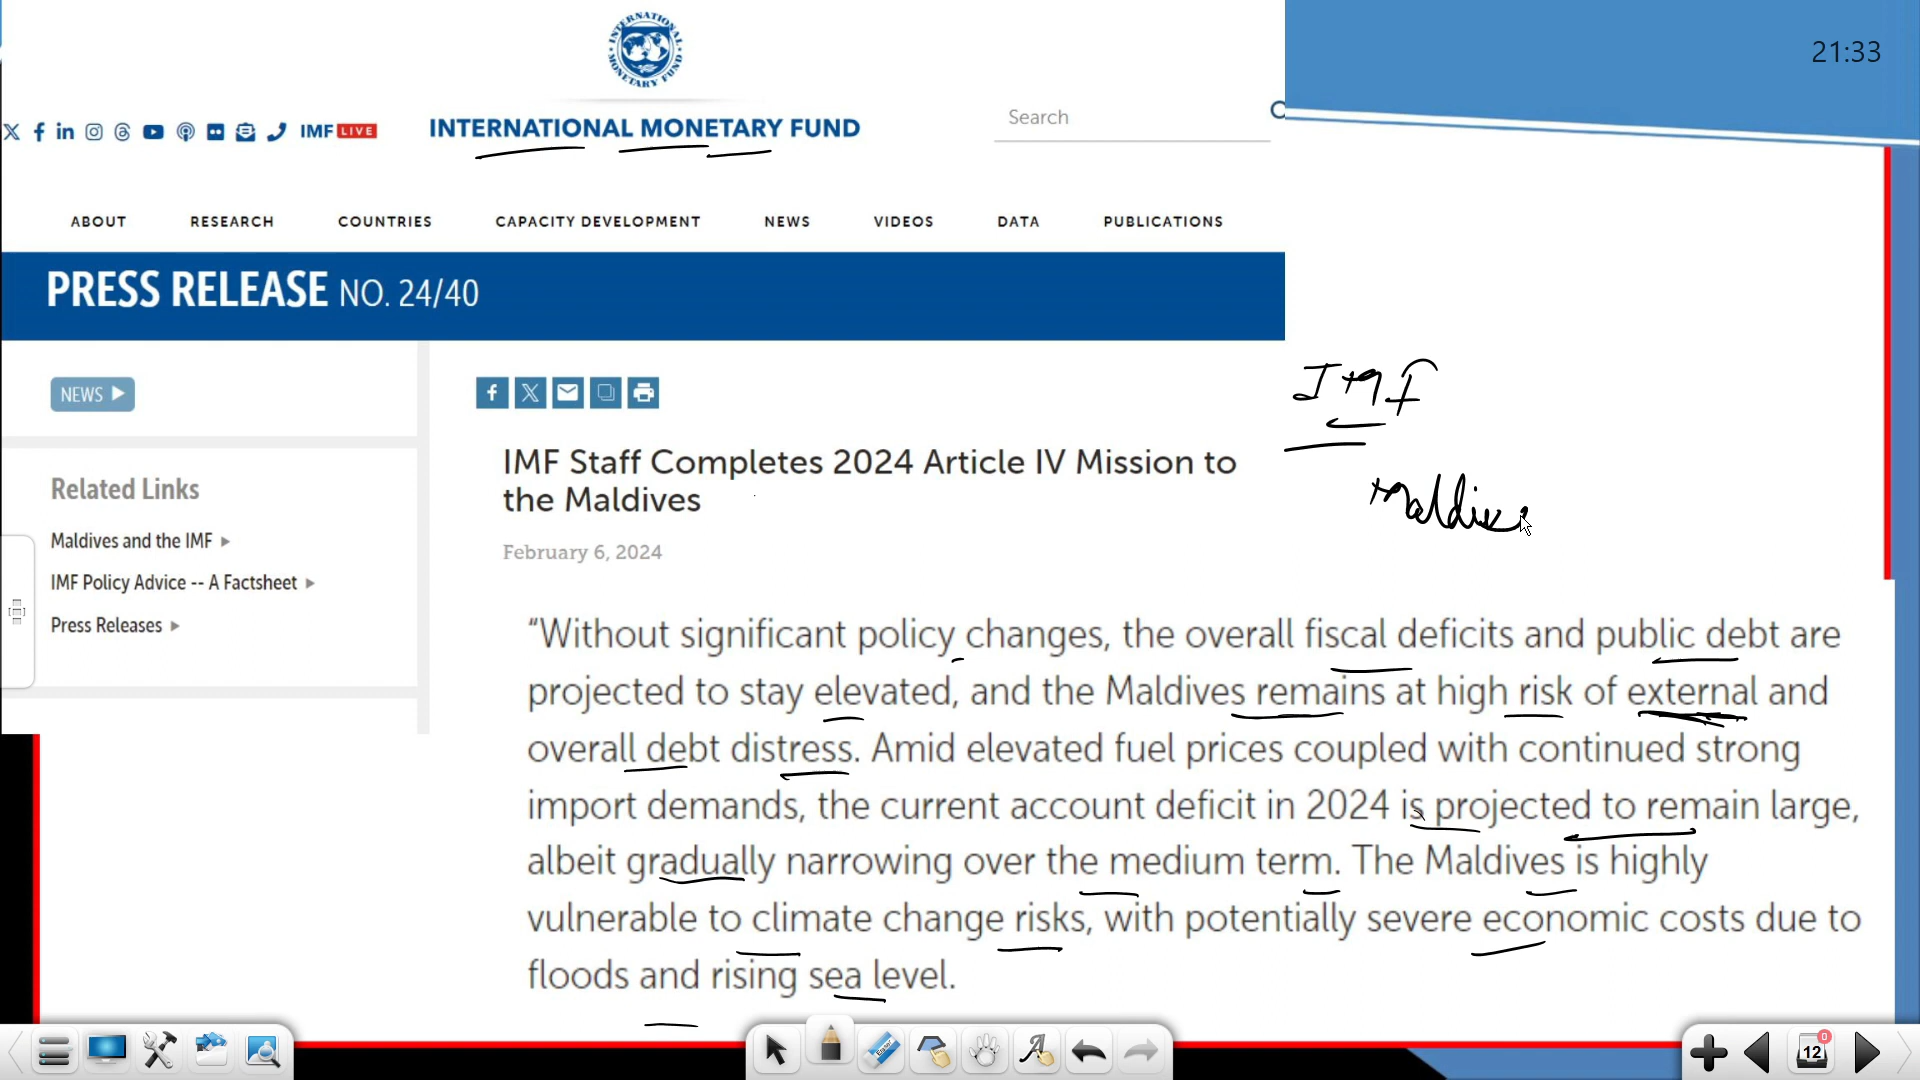 21:33
INTERNATIONAL MONETARY FUND
IMF LIVE
INTERNATIONAL MONETARY FUND
Search
ABOUT RESEARCH COUNTRIES CAPACITY DEVELOPMENT NEWS VIDEOS DATA PUBLICATIONS
PRESS RELEASE NO. 24/40
NEWS
IMF
Related Links
Maldives and the IMF
IMF Policy Advice -- A Factsheet
Press Releases
IMF Staff Completes 2024 Article IV Mission to
the Maldives
Maldives
February 6, 2024
“Without significant policy changes, the overall fiscal deficits and public debt are
projected to stay elevated, and the Maldives remains at high risk of external and
overall debt distress. Amid elevated fuel prices coupled with continued strong
import demands, the current account deficit in 2024 is projected to remain large,
albeit gradually narrowing over the medium term. The Maldives is highly
vulnerable to climate change risks, with potentially severe economic costs due to
floods and rising sea level.
Eraser
A
12
0